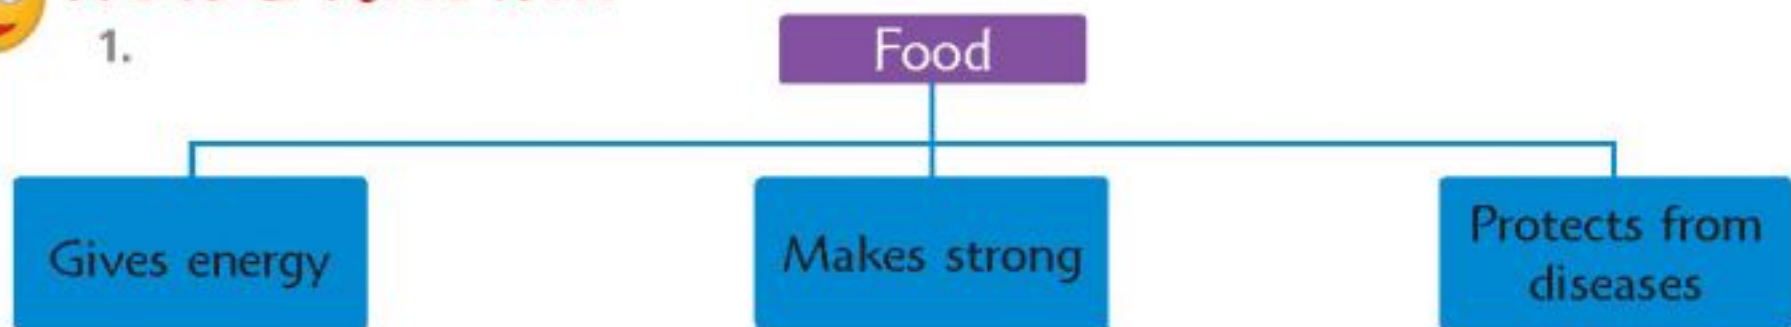 1.
Food
Gives energy
Makes strong
Protects from
diseases